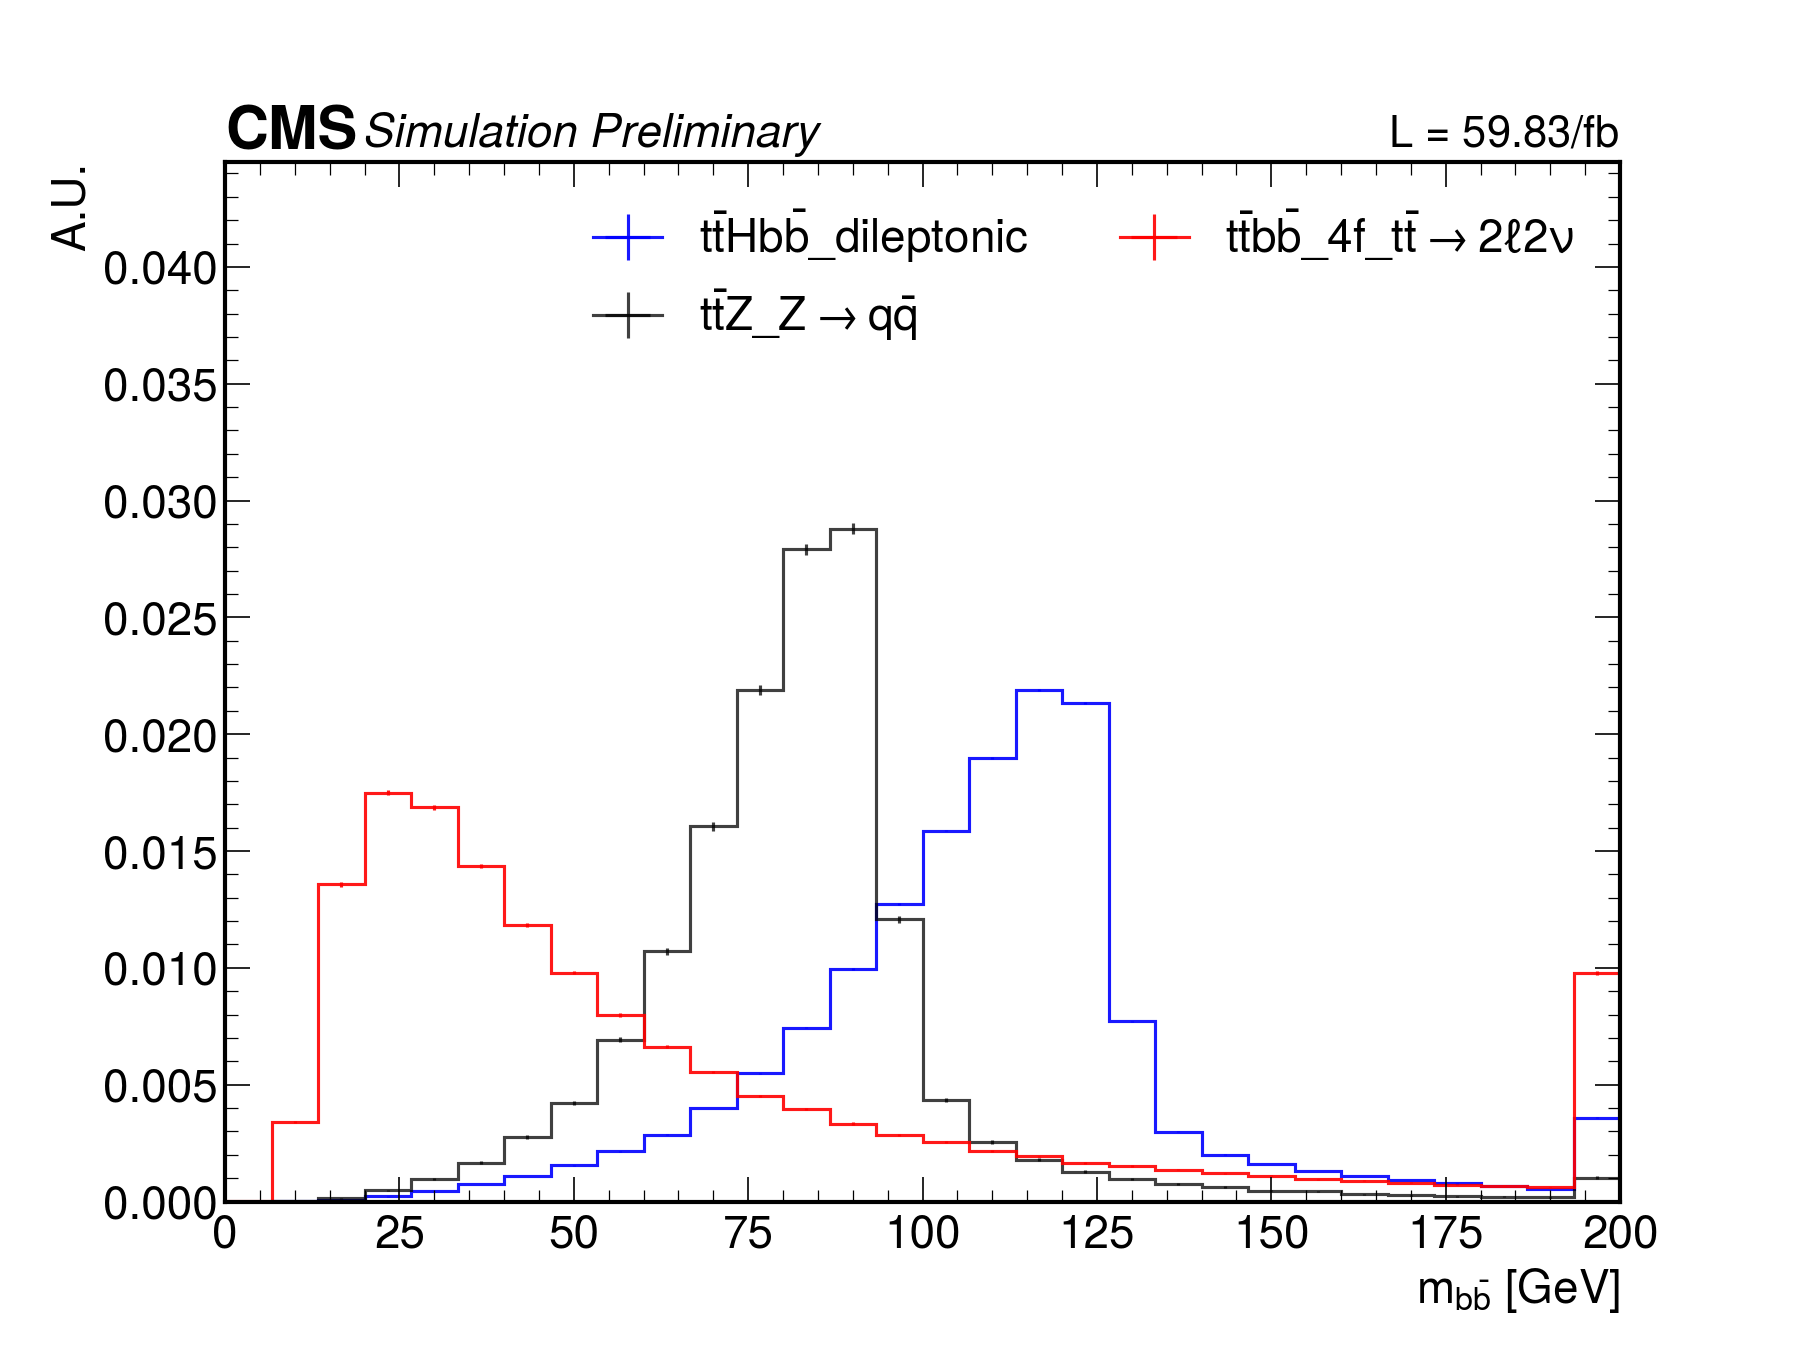 CMS Simulation Preliminary L = 59.83/fb
A.U.
tt̄Hbb̄_dileptonic tt̄bb̄_4f_tt̄ → 2ℓ2ν
tt̄Z_Z → qq̄
0.040
0.035
0.030
0.025
0.020
0.015
0.010
0.005
0.000
0 25 50 75 100 125 150 175 200
m_bb̄ [GeV]